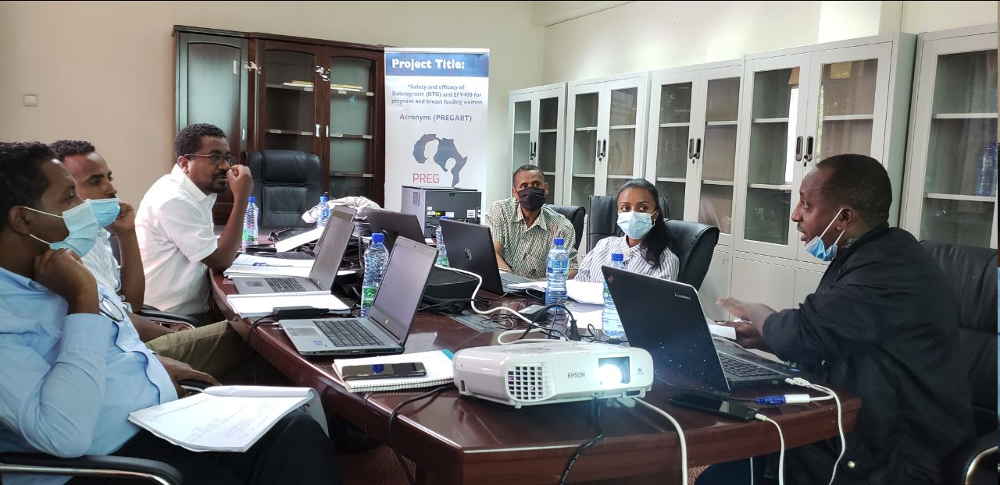 Project Title:
"Safety and efficacy of
Dolutegravir (DTG) and EFV400 for
pregnant and breast feeding women
Acronym: (PREGART)
PREG
EPSON
lenovo
hp